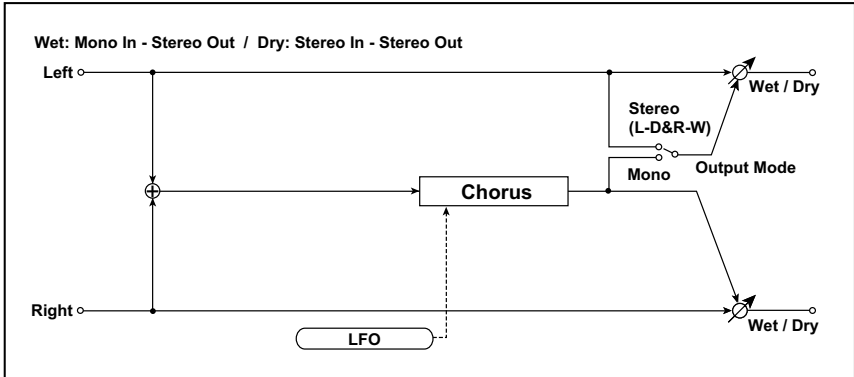 Wet: Mono In - Stereo Out / Dry: Stereo In - Stereo Out
Left
Wet / Dry
Stereo
(L-D&R-W)
Output Mode
Mono
+
Chorus
Right
Wet / Dry
LFO